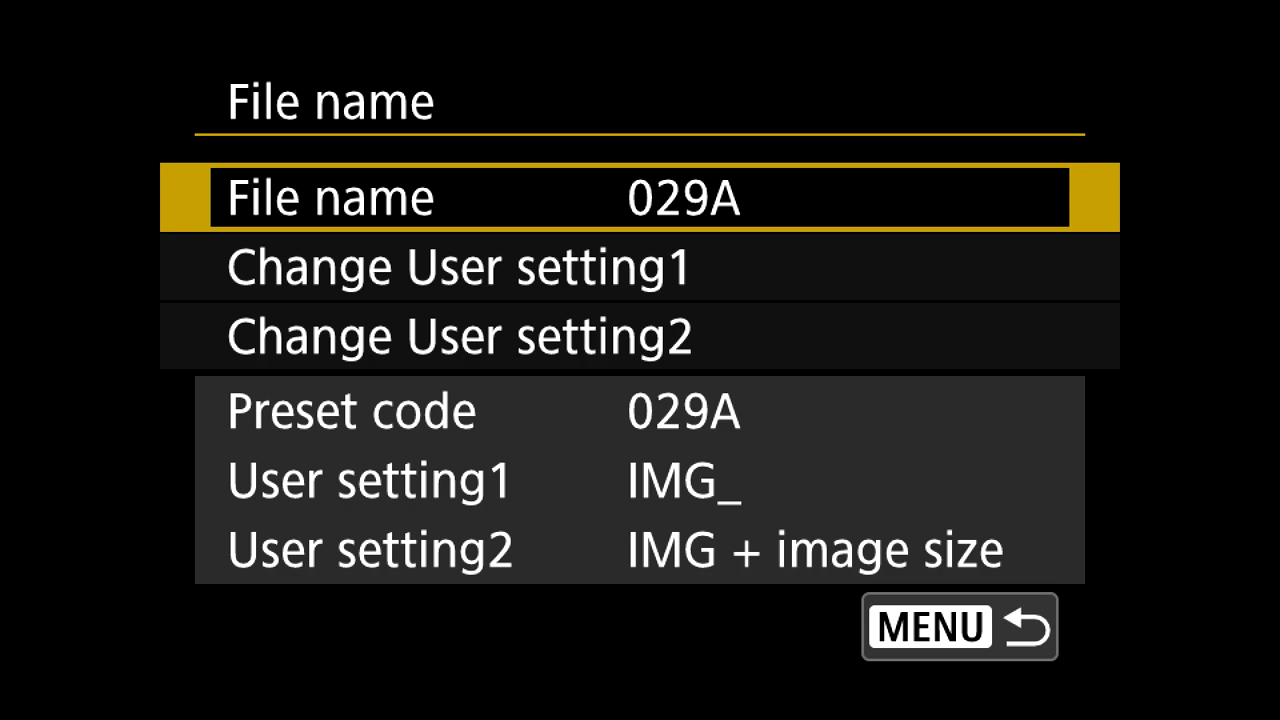 File name
File name 029A
Change User setting1
Change User setting2
Preset code 029A
User setting1 IMG_
User setting2 IMG + image size
MENU